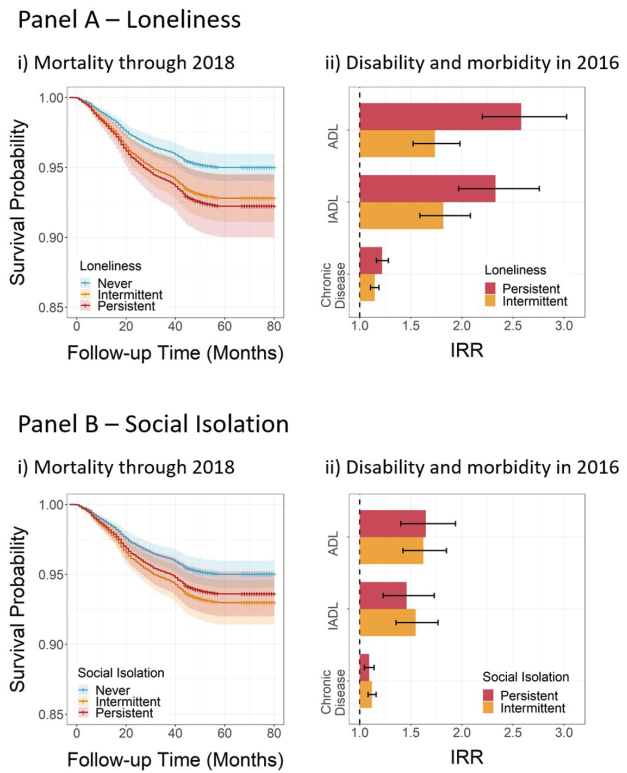 Panel A – Loneliness
i) Mortality through 2018
ii) Disability and morbidity in 2016
Survival Probability
1.00
0.95
0.90
0.85
Loneliness
Never
Intermittent
Persistent
0 20 40 60 80
Follow-up Time (Months)
ADL
IADL
Chronic
Disease
Loneliness
Persistent
Intermittent
1.0 1.5 2.0 2.5 3.0
IRR
Panel B – Social Isolation
i) Mortality through 2018
ii) Disability and morbidity in 2016
Survival Probability
1.00
0.95
0.90
0.85
Social Isolation
Never
Intermittent
Persistent
0 20 40 60 80
Follow-up Time (Months)
ADL
IADL
Chronic
Disease
Social Isolation
Persistent
Intermittent
1.0 1.5 2.0 2.5 3.0
IRR